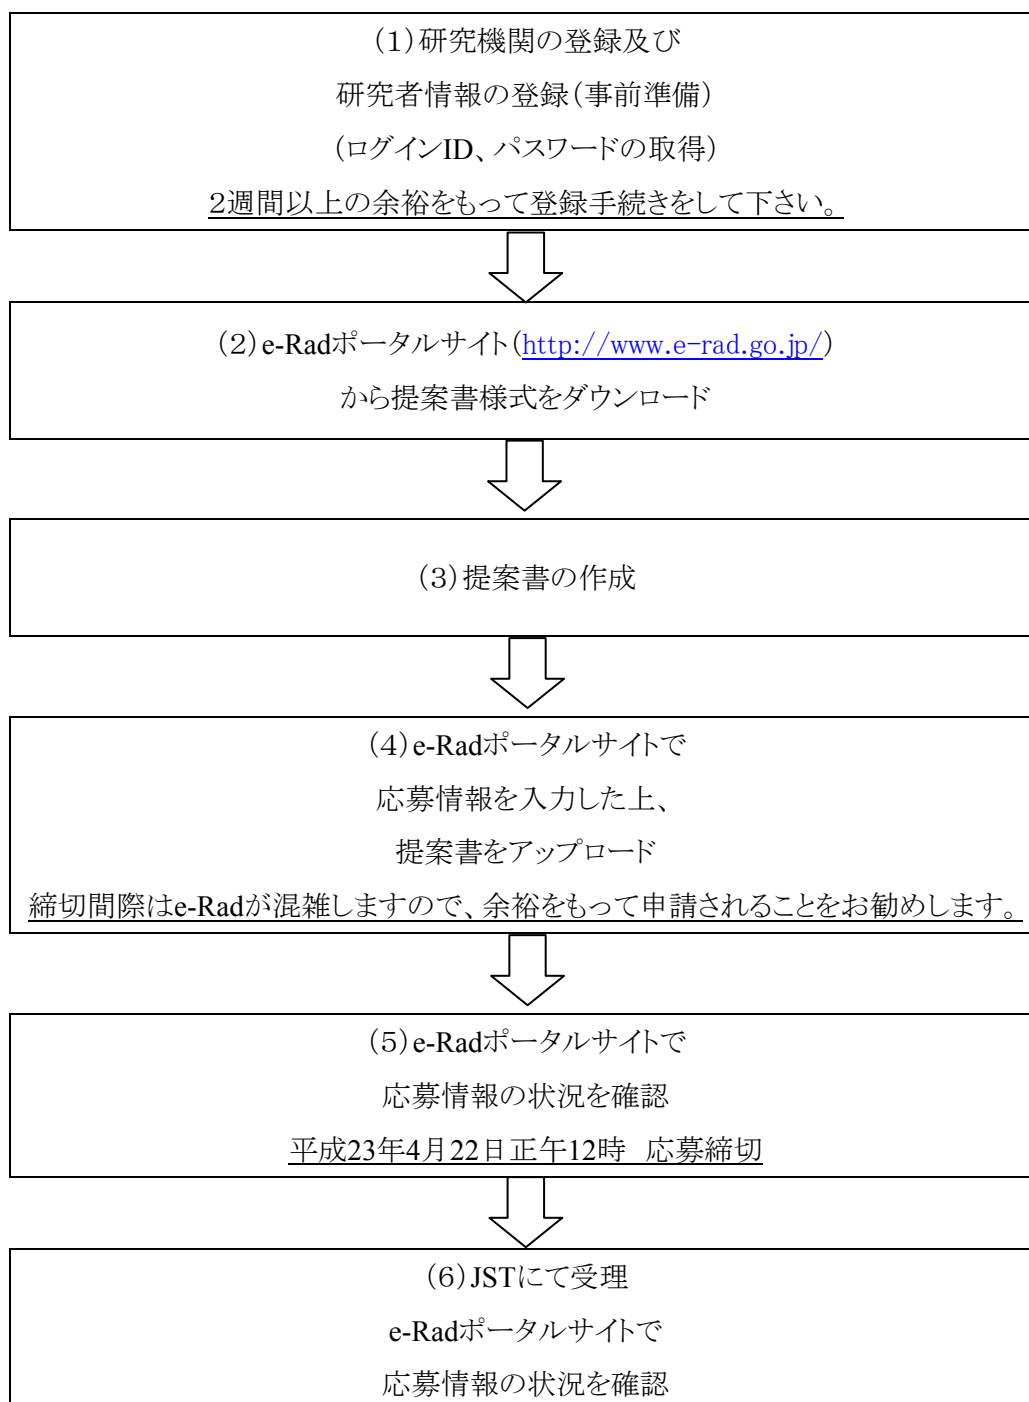 (1)研究機関の登録及び
研究者情報の登録(事前準備)
(ログインID、パスワードの取得)
2週間以上の余裕をもって登録手続きをして下さい。
(2)e-Radポータルサイト(http://www.e-rad.go.jp/)
から提案書様式をダウンロード
(3)提案書の作成
(4)e-Radポータルサイトで
応募情報を入力した上、
提案書をアップロード
締切間際はe-Radが混雑しますので、余裕をもって申請されることをお勧めします。
(5)e-Radポータルサイトで
応募情報の状況を確認
平成23年4月22日正午12時 応募締切
(6)JSTにて受理
e-Radポータルサイトで
応募情報の状況を確認